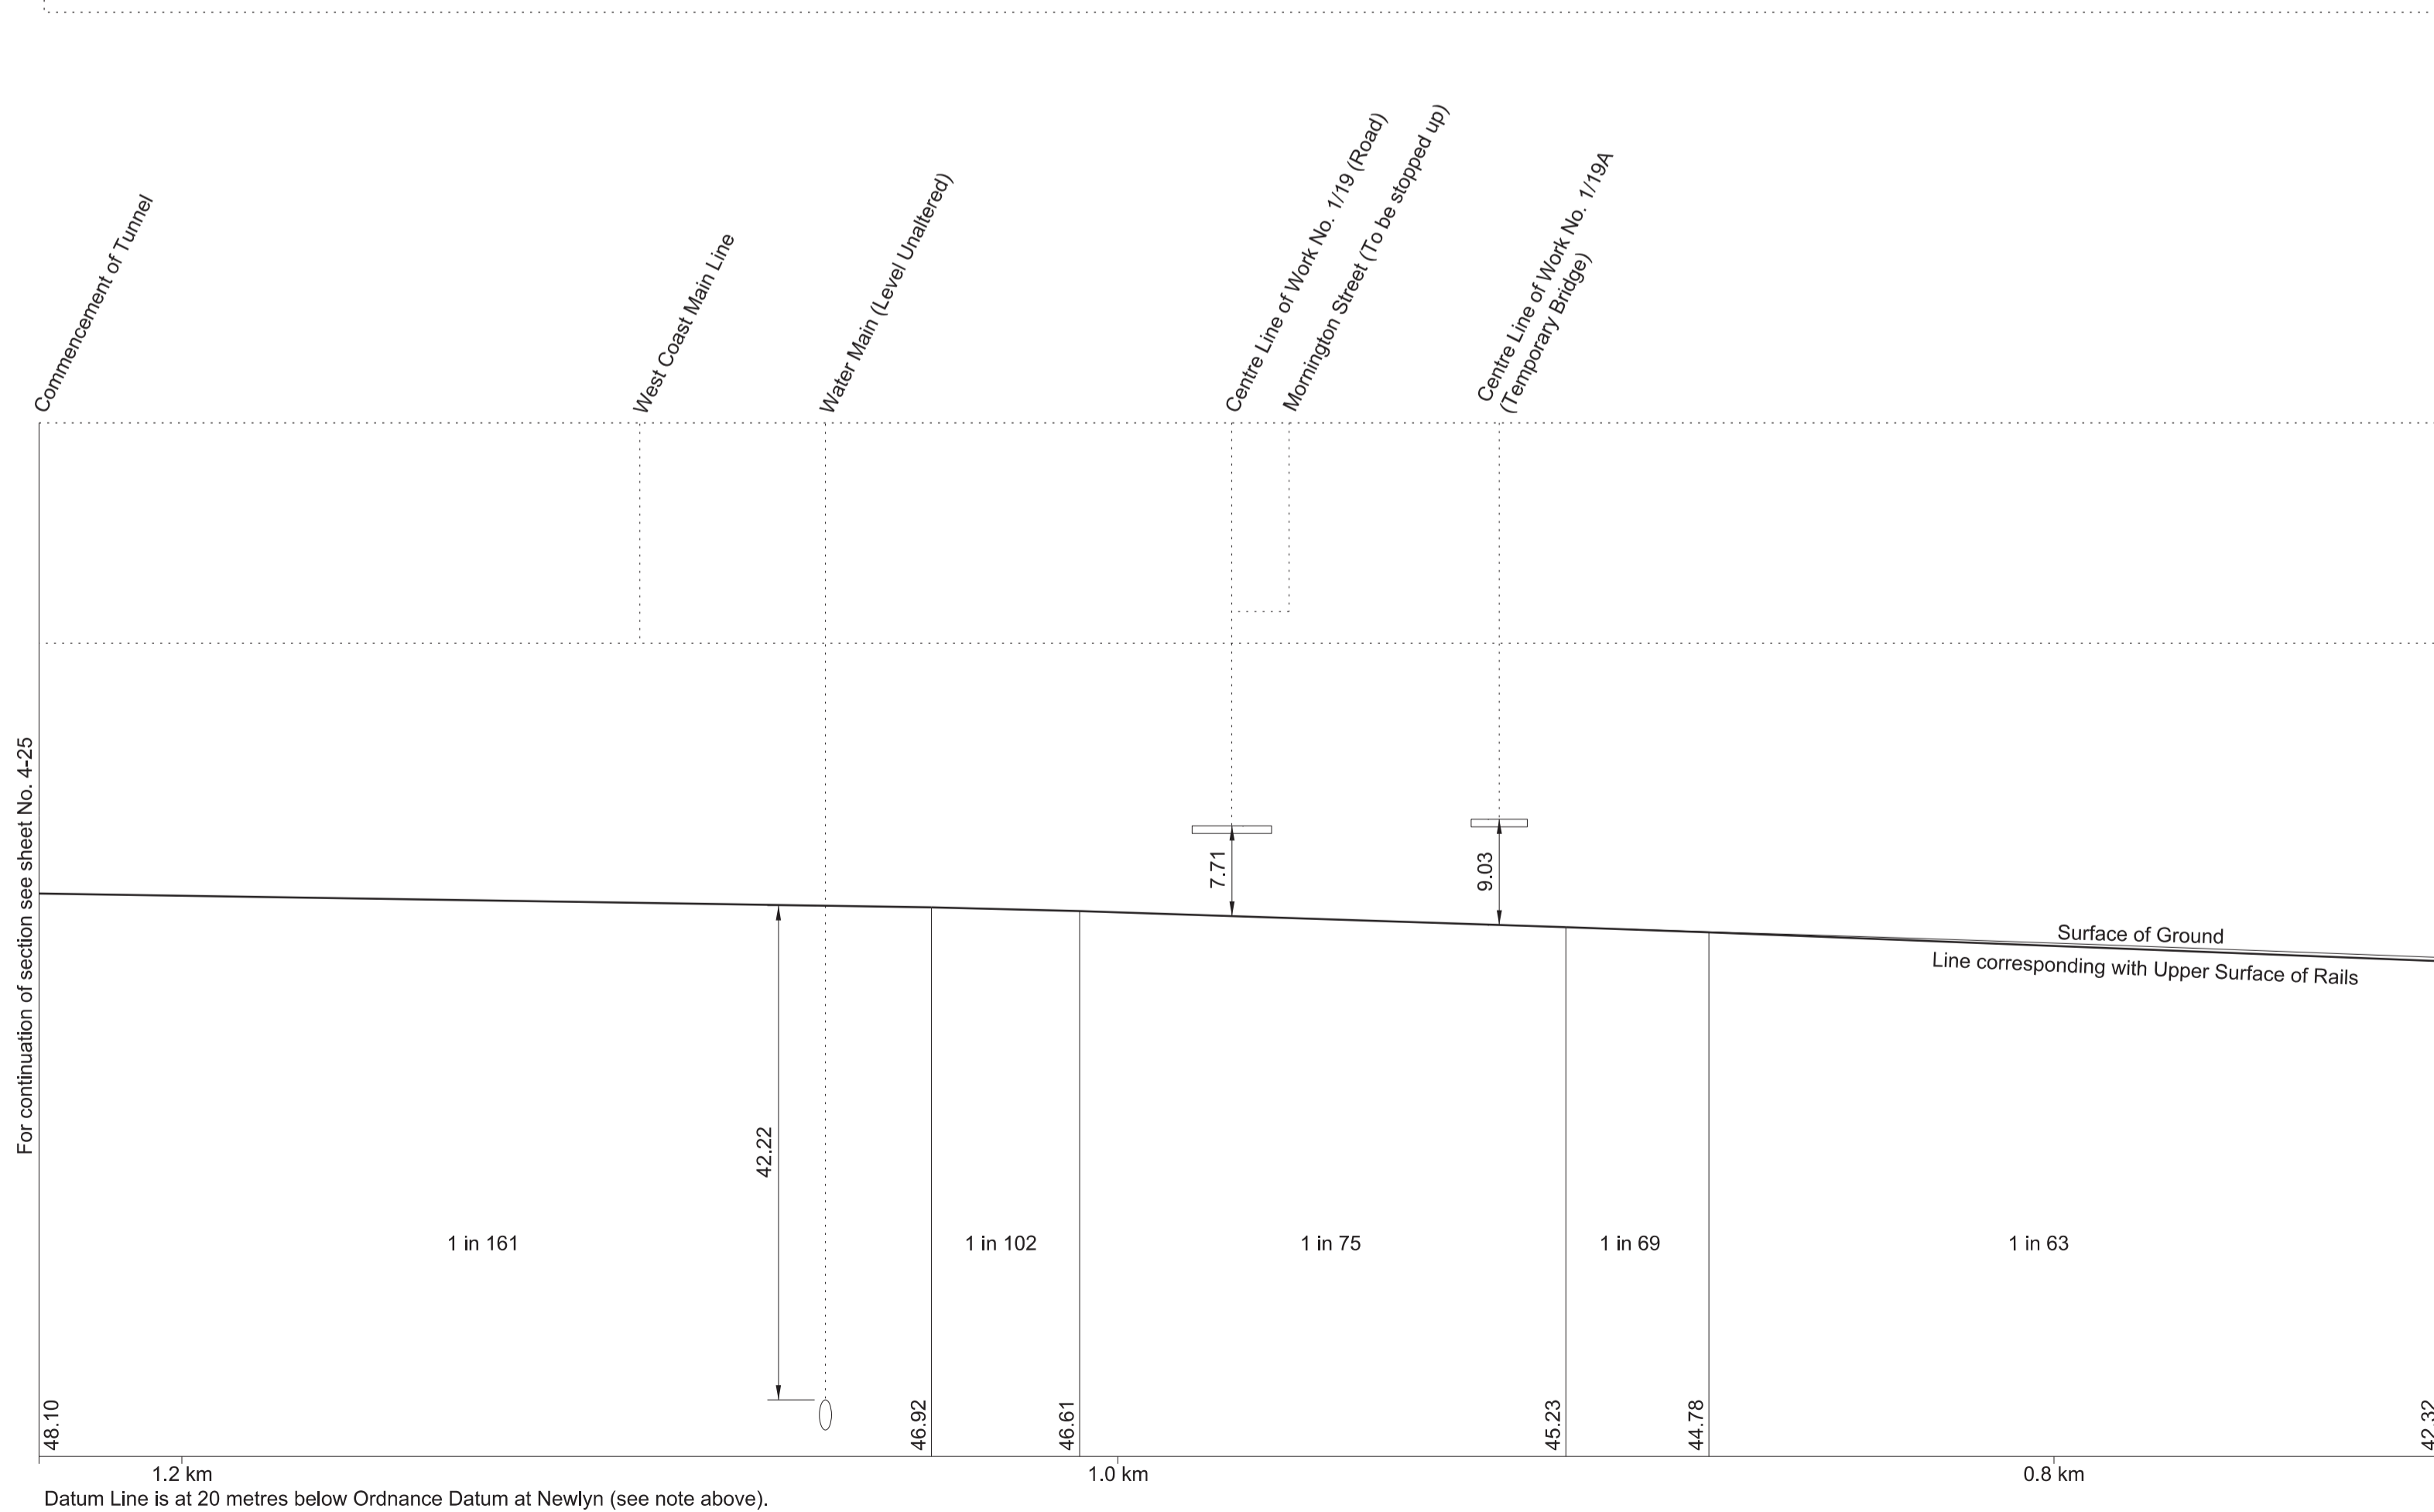 Commencement of Tunnel
West Coast Main Line
Water Main (Level Unaltered)
Centre Line of Work No. 1/19 (Road)
Mornington Street (To be stopped up)
Centre Line of Work No. 1/19A
(Temporary Bridge)
For continuation of section see sheet No. 4-25
7.71
9.03
Surface of Ground
Line corresponding with Upper Surface of Rails
42.22
1 in 161
1 in 102
1 in 75
1 in 69
1 in 63
48.10
46.92
46.61
45.23
44.78
42.32
1.2 km
1.0 km
0.8 km
Datum Line is at 20 metres below Ordnance Datum at Newlyn (see note above).